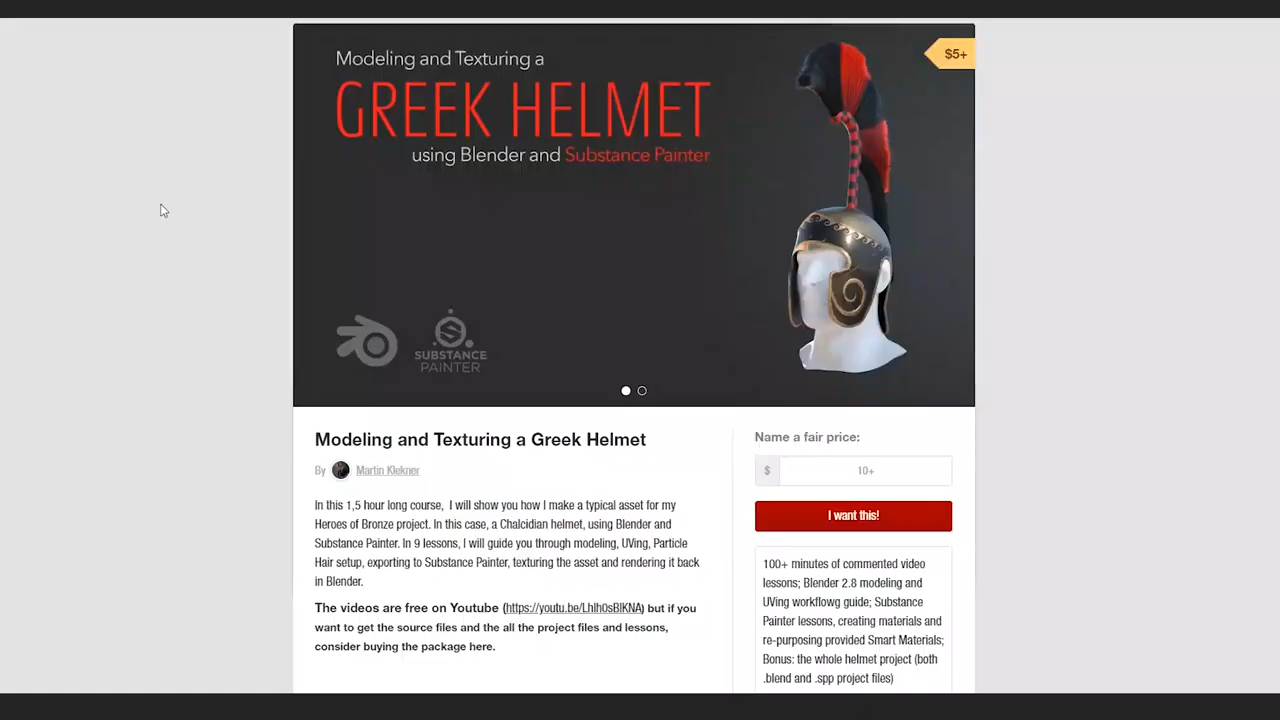 Modeling and Texturing a
GREEK HELMET
using Blender and Substance Painter
$5+
SUBSTANCE
PAINTER
Modeling and Texturing a Greek Helmet
By Martin Klekner
In this 1,5 hour long course, I will show you how I make a typical asset for my
Heroes of Bronze project. In this case, a Chalcidian helmet, using Blender and
Substance Painter. In 9 lessons, I will guide you through modeling, UVing, Particle
Hair setup, exporting to Substance Painter, texturing the asset and rendering it back
in Blender.
The videos are free on Youtube (https://youtu.be/LhIh0sBlKNA) but if you
want to get the source files and the all the project files and lessons,
consider buying the package here.
Name a fair price:
$ 10+
I want this!
100+ minutes of commented video
lessons; Blender 2.8 modeling and
UVing workflowg guide; Substance
Painter lessons, creating materials and
re-purposing provided Smart Materials;
Bonus: the whole helmet project (both
.blend and .spp project files)